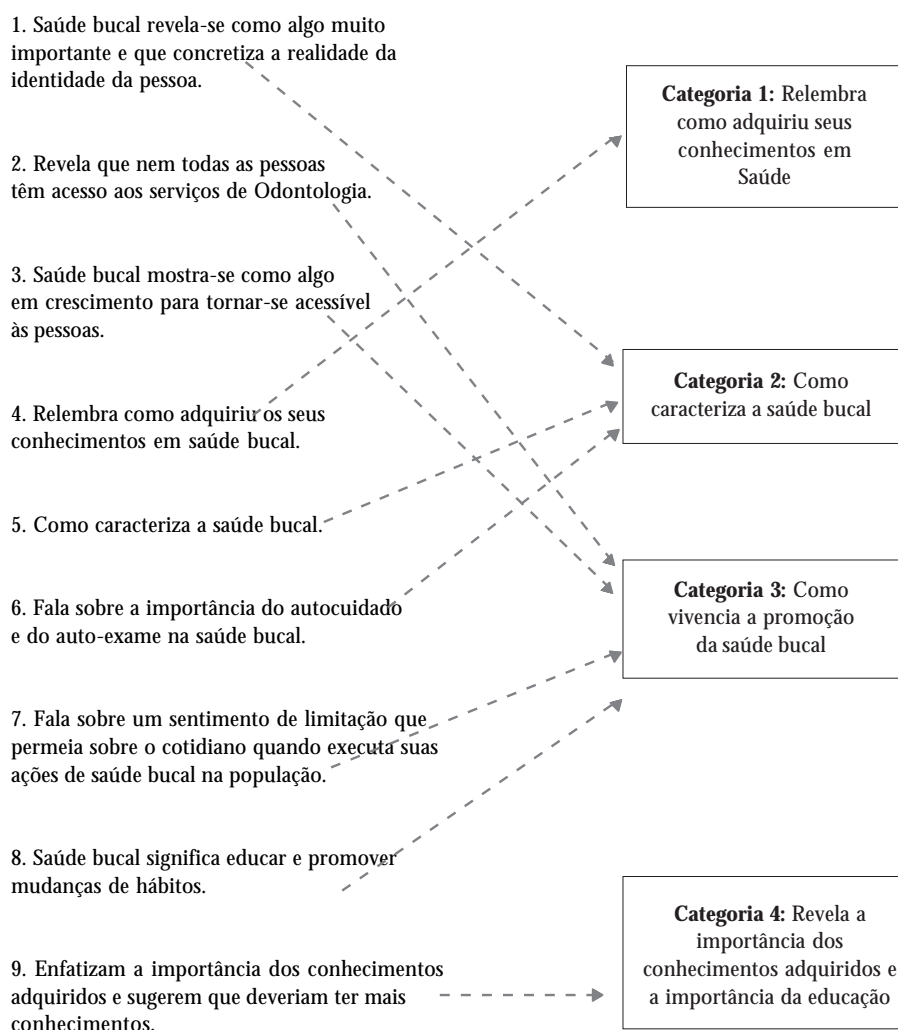 1. Saúde bucal revela-se como algo muito
importante e que concretiza a realidade da
identidade da pessoa.
2. Revela que nem todas as pessoas
têm acesso aos serviços de Odontologia.
3. Saúde bucal mostra-se como algo
em crescimento para tornar-se acessível
às pessoas.
4. Relembra como adquiriu os seus
conhecimentos em saúde bucal.
5. Como caracteriza a saúde bucal.
6. Fala sobre a importância do autocuidado
e do auto-exame na saúde bucal.
7. Fala sobre um sentimento de limitação que
permeia sobre o cotidiano quando executa suas
ações de saúde bucal na população.
8. Saúde bucal significa educar e promover
mudanças de hábitos.
9. Enfatizam a importância dos conhecimentos
adquiridos e sugerem que deveriam ter mais
conhecimentos.
Categoria 1: Relembra
como adquiriu seus
conhecimentos em
Saúde
Categoria 2: Como
caracteriza a saúde bucal
Categoria 3: Como
vivencia a promoção
da saúde bucal
Categoria 4: Revela a
importância dos
conhecimentos adquiridos e
a importância da educação